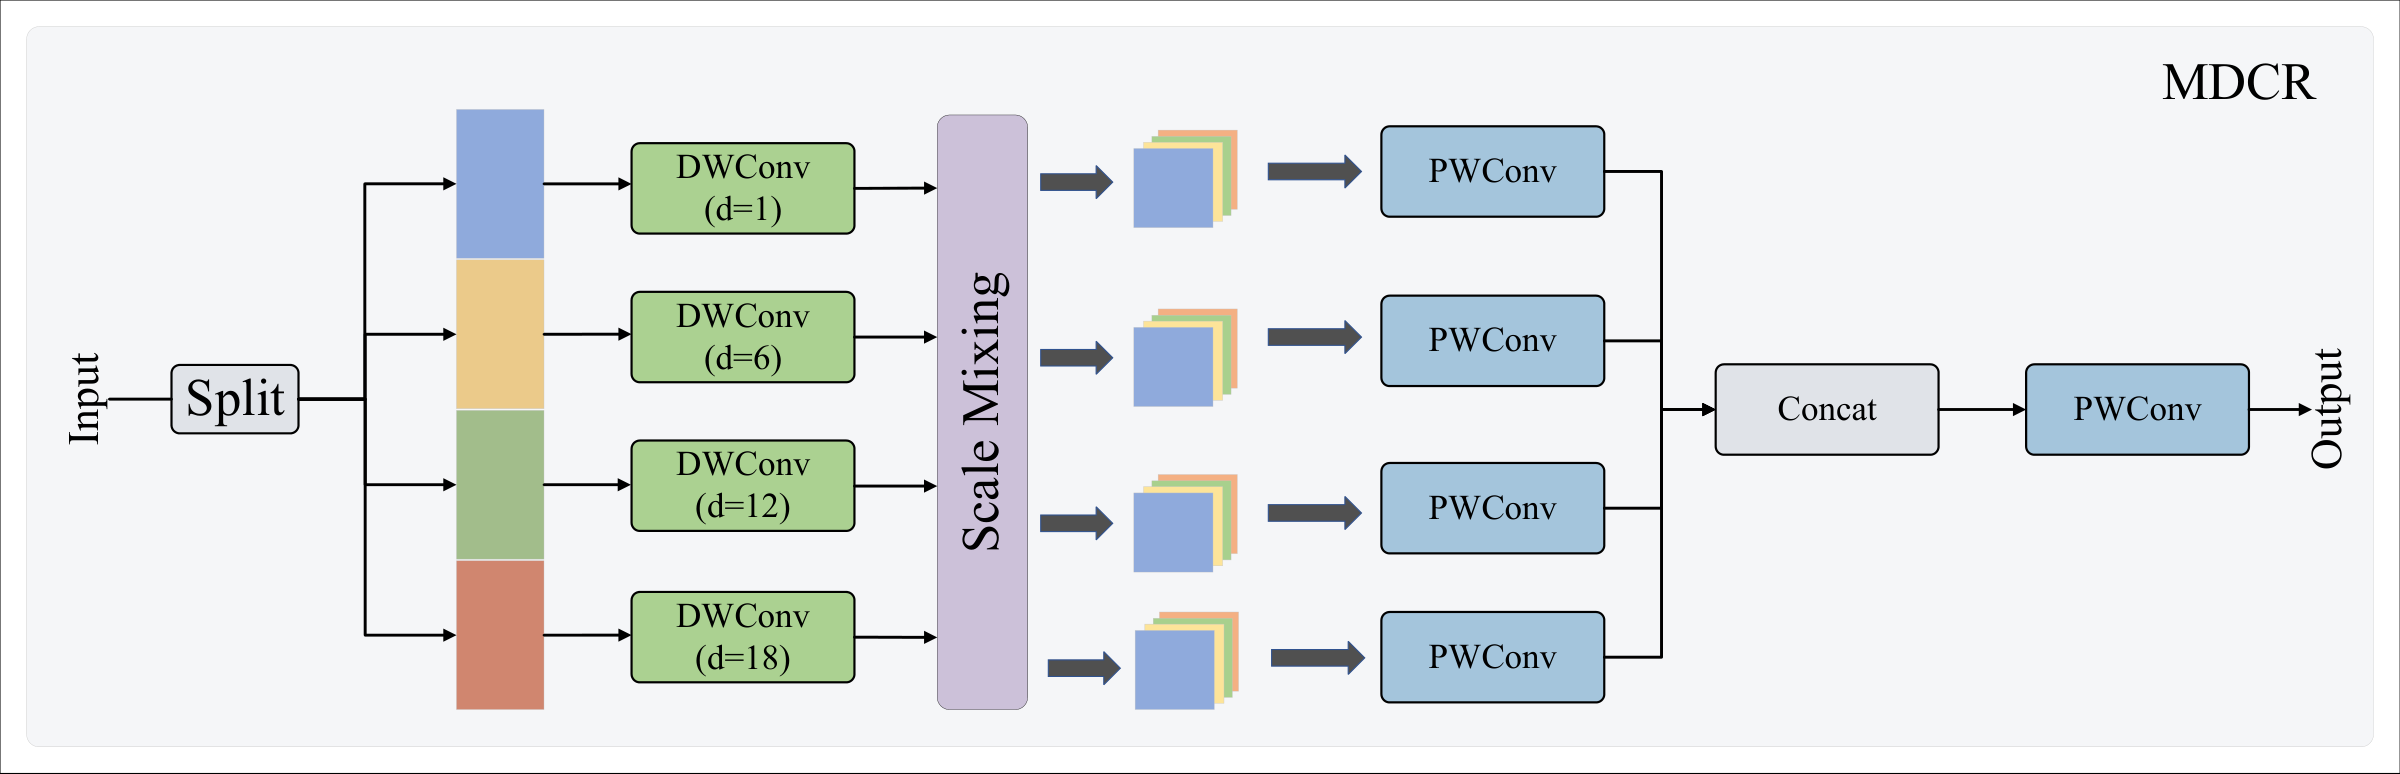 MDCR
Input
Split
DWConv
(d=1)
DWConv
(d=6)
DWConv
(d=12)
DWConv
(d=18)
Scale Mixing
PWConv
PWConv
PWConv
PWConv
Concat
PWConv
Output